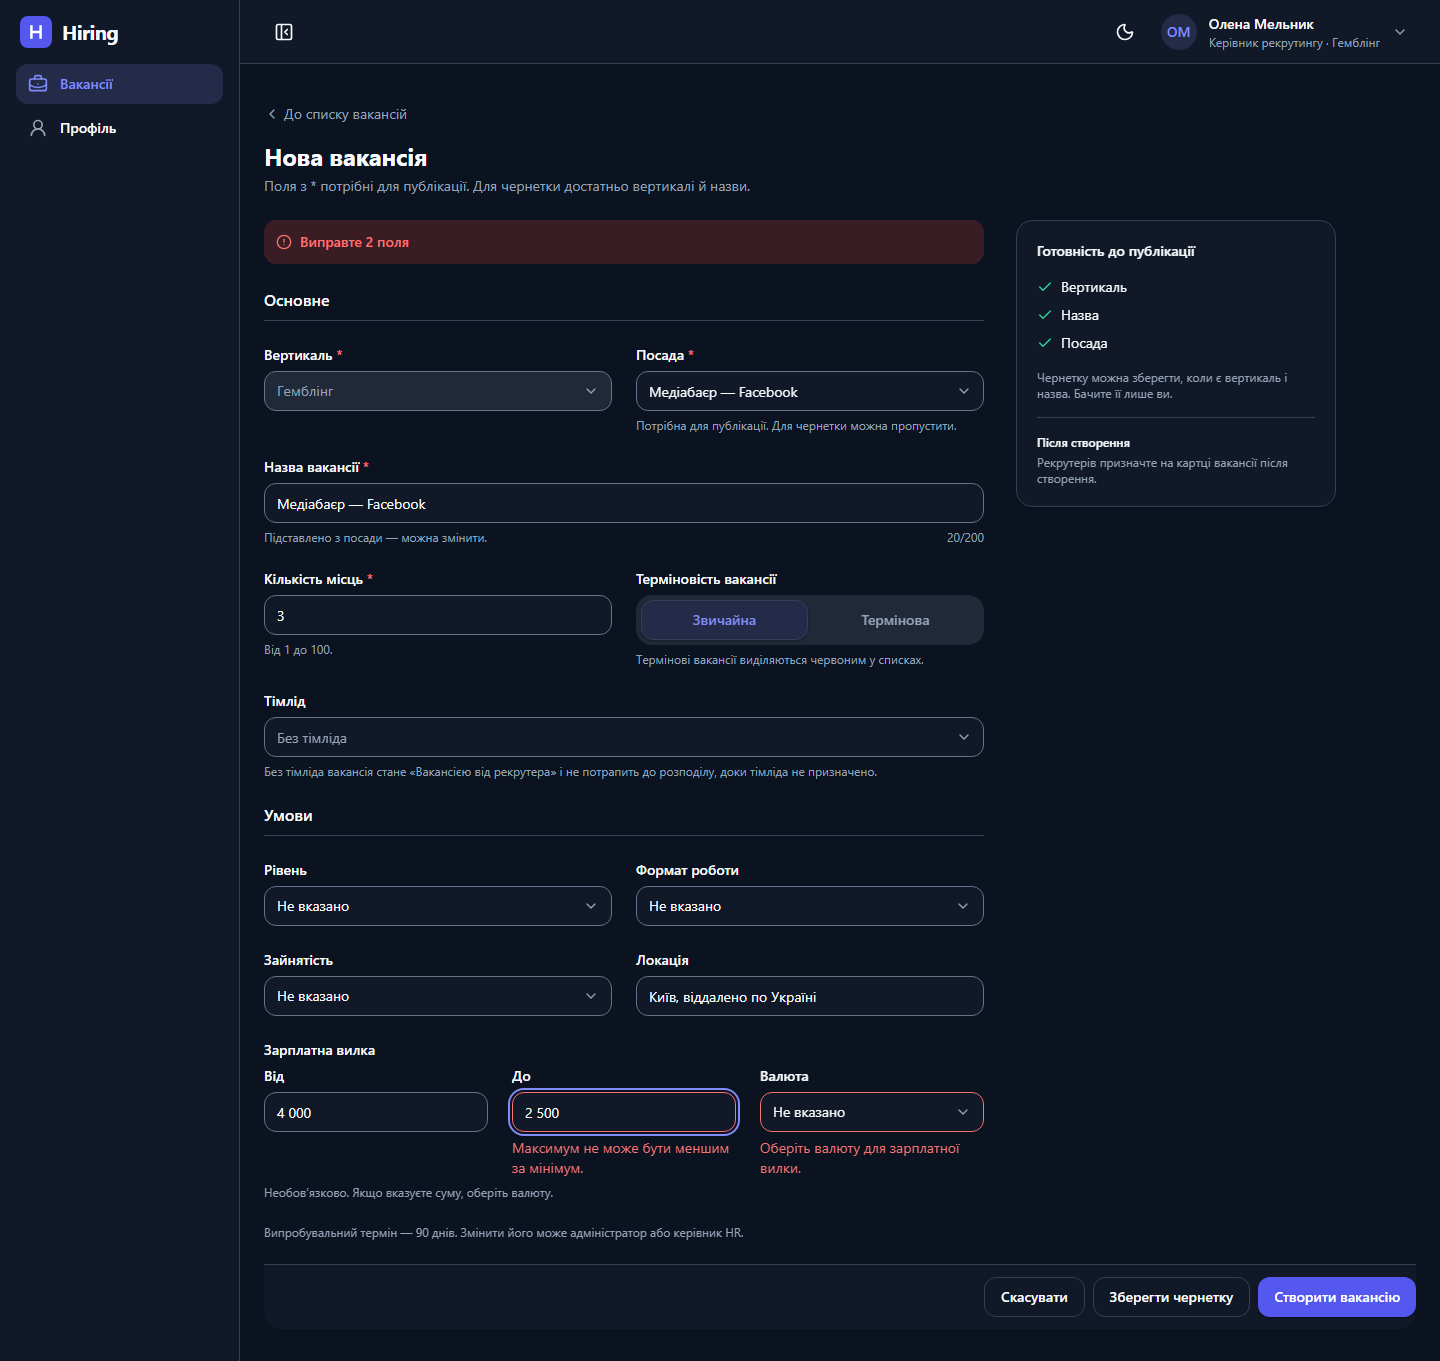 H Hiring
Вакансії
Профіль
ОМ
Олена Мельник
Керівник рекрутингу · Гемблінг
До списку вакансій
Нова вакансія
Поля з * потрібні для публікації. Для чернетки достатньо вертикалі й назви.
Виправте 2 поля
Основне
Вертикаль *
Гемблінг
Посада *
Медіабаєр — Facebook
Потрібна для публікації. Для чернетки можна пропустити.
Назва вакансії *
Медіабаєр — Facebook
Підставлено з посади — можна змінити.
20/200
Кількість місць *
3
Від 1 до 100.
Терміновість вакансії
Звичайна
Термінова
Термінові вакансії виділяються червоним у списках.
Тімлід
Без тімліда
Без тімліда вакансія стане «Вакансією від рекрутера» і не потрапить до розподілу, доки тімліда не призначено.
Умови
Рівень
Не вказано
Формат роботи
Не вказано
Зайнятість
Не вказано
Локація
Київ, віддалено по Україні
Зарплатна вилка
Від
4 000
До
2 500
Максимум не може бути меншим
за мінімум.
Валюта
Не вказано
Оберіть валюту для зарплатної
вилки.
Необов’язково. Якщо вказуєте суму, оберіть валюту.
Випробувальний термін — 90 днів. Змінити його може адміністратор або керівник HR.
Скасувати
Зберегти чернетку
Створити вакансію
Готовність до публікації
Вертикаль
Назва
Посада
Чернетку можна зберегти, коли є вертикаль і
назва. Бачите її лише ви.
Після створення
Рекрутерів призначте на картці вакансії після
створення.